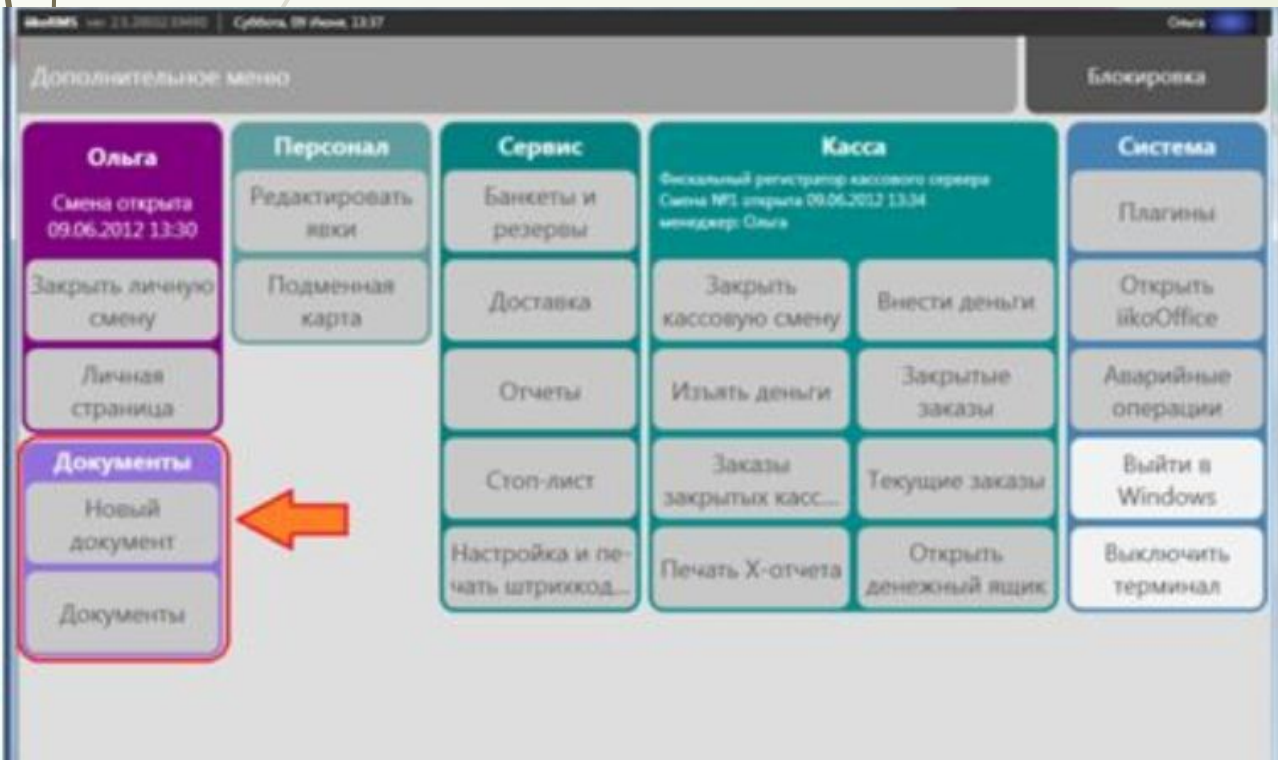 iikoRMS
Суббота, 09 Июня, 13:37
Ольга
Дополнительное меню
Блокировка
Ольга
Смена открыта
09.06.2012 13:30
Закрыть личную
смену
Личная
страница
Документы
Новый
документ
Документы
Персонал
Редактировать
явки
Подменная
карта
Сервис
Банкеты и
резервы
Доставка
Отчеты
Стоп-лист
Настройка и пе-
чать штрихкод...
Касса
Фискальный регистратор кассового сервера
Смена №1 открыта 09.06.2012 13:34
менеджер: Ольга
Закрыть
кассовую смену
Внести деньги
Изъять деньги
Закрытые
заказы
Заказы
закрытых касс...
Текущие заказы
Печать X-отчета
Открыть
денежный ящик
Система
Плагины
Открыть
iikoOffice
Аварийные
операции
Выйти в
Windows
Выключить
терминал